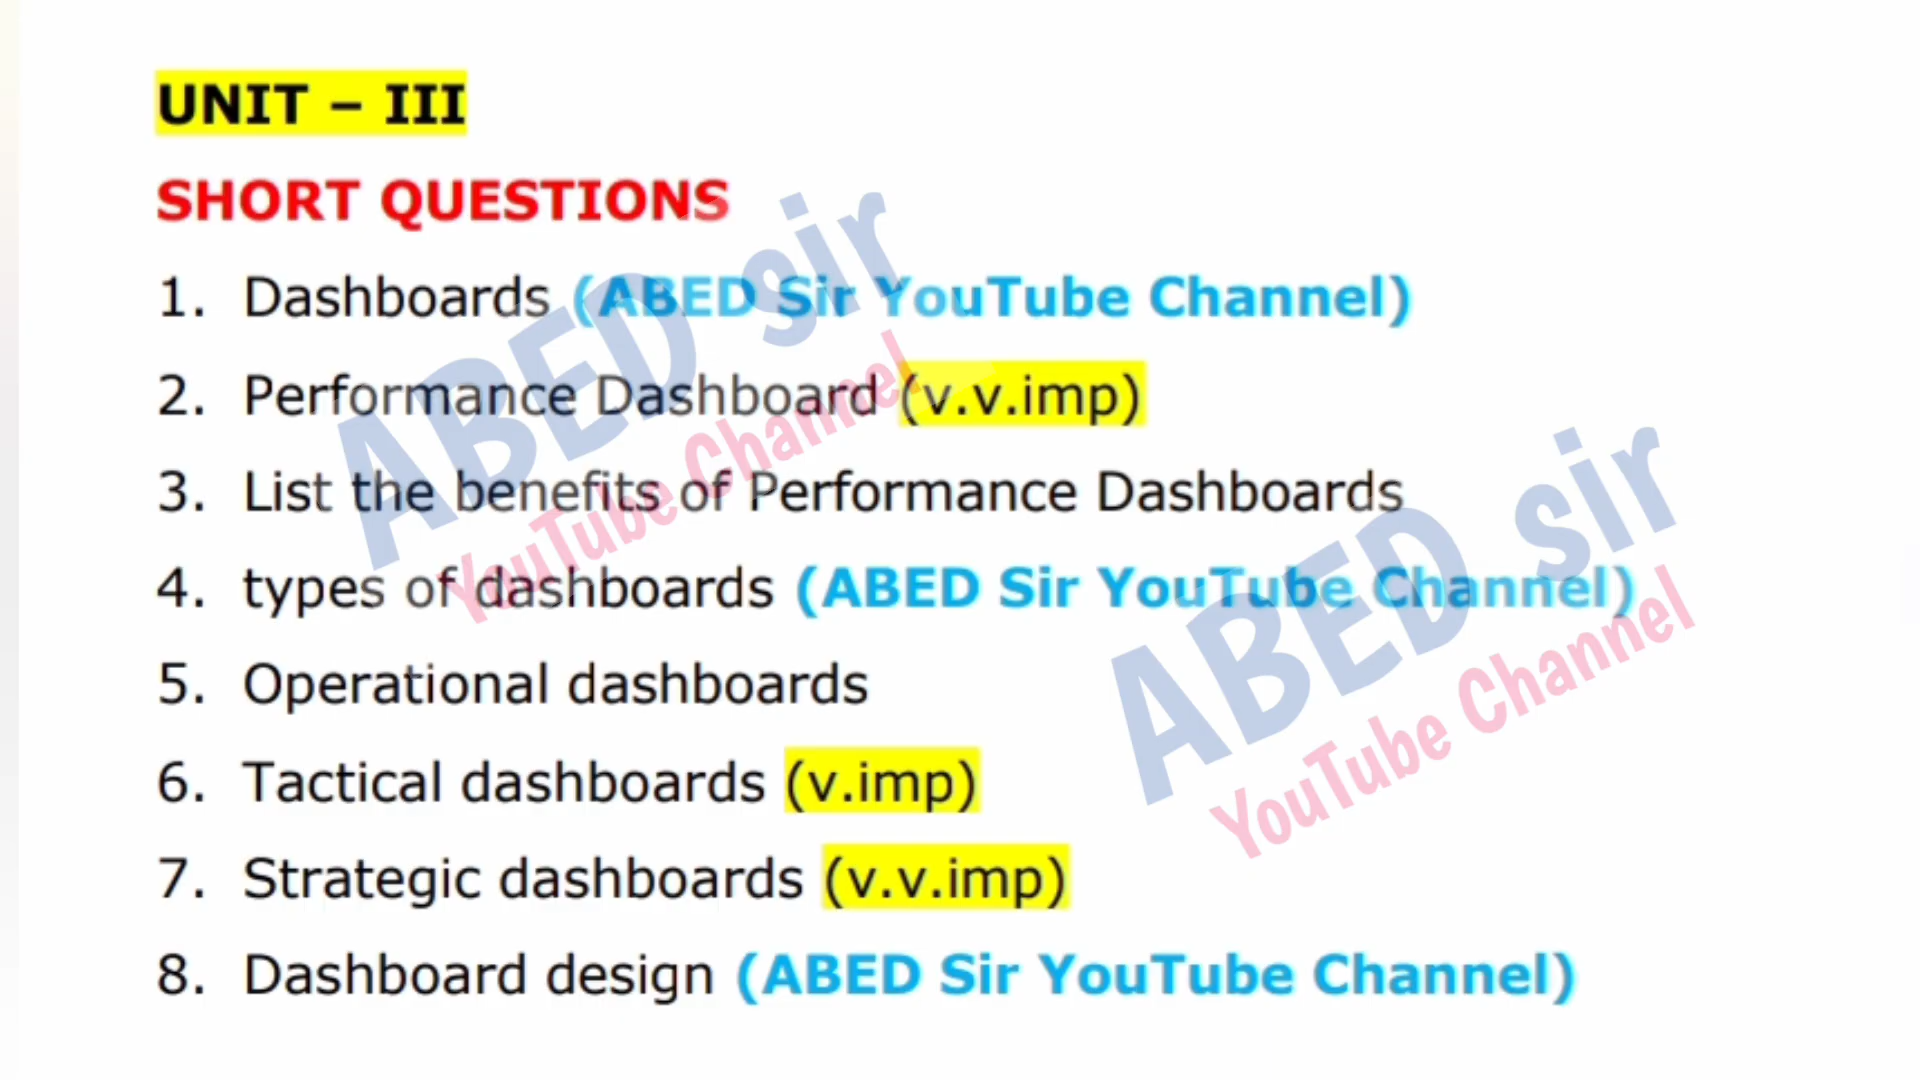 UNIT – III
SHORT QUESTIONS
1. Dashboards (ABED Sir YouTube Channel)
2. Performance Dashboard (v.v.imp)
3. List the benefits of Performance Dashboards
4. types of dashboards (ABED Sir YouTube Channel)
5. Operational dashboards
6. Tactical dashboards (v.imp)
7. Strategic dashboards (v.v.imp)
8. Dashboard design (ABED Sir YouTube Channel)
ABED sir
YouTube Channel
ABED sir
YouTube Channel